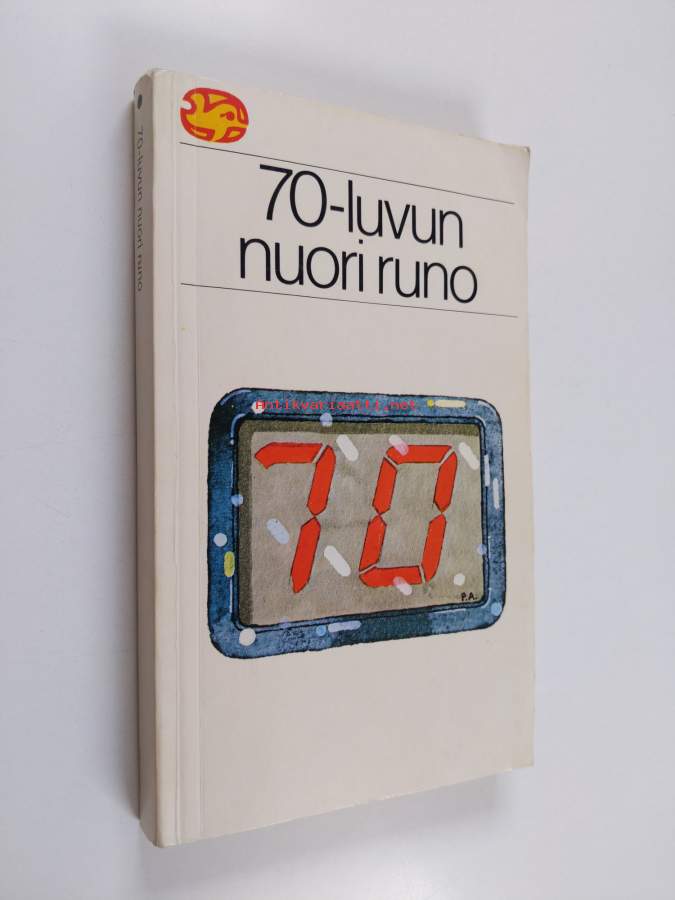 70-luvun
nuori runo
Antikvariaatti.net
70
P.A.
70-luvun nuori runo